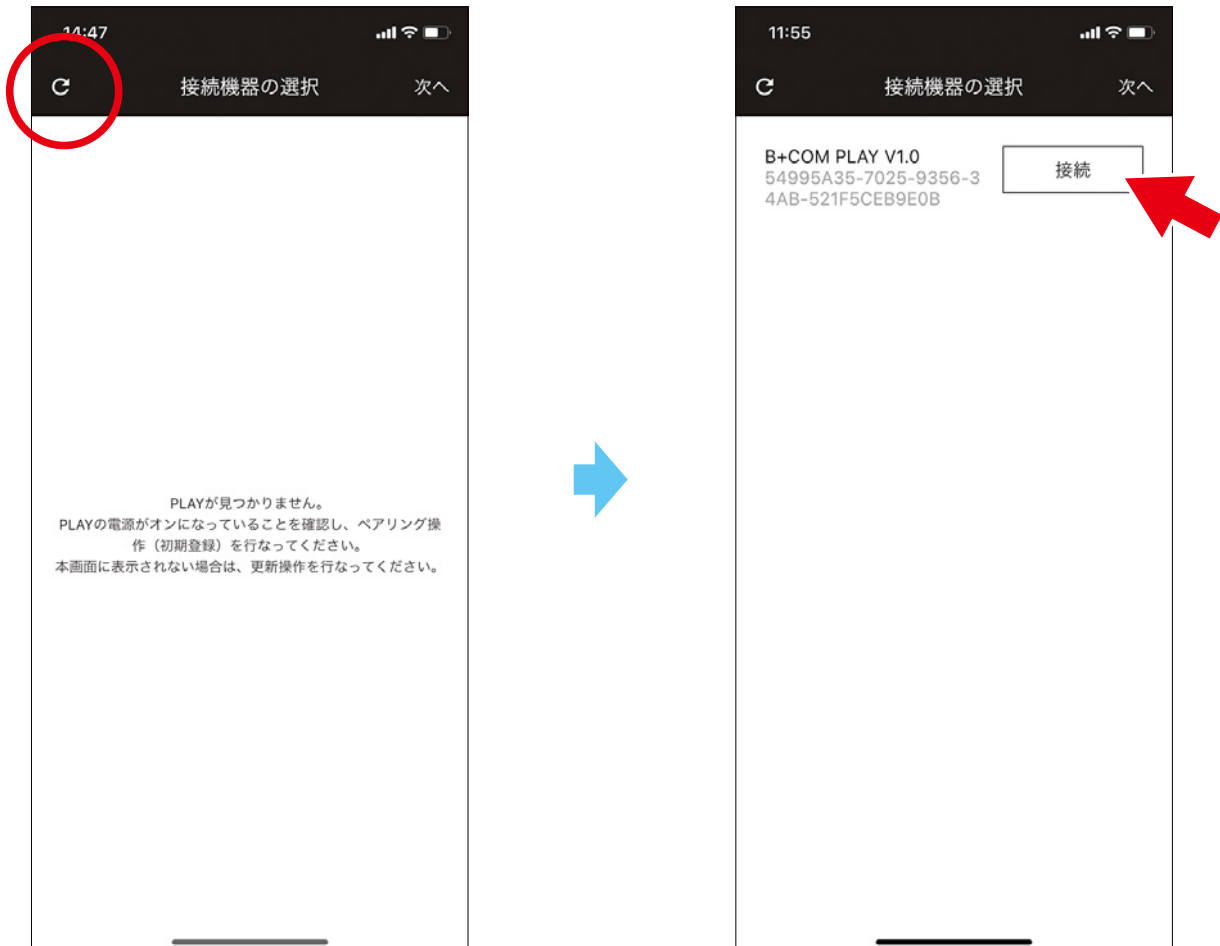 14:47
接続機器の選択
次へ
PLAYが見つかりません。
PLAYの電源がオンになっていることを確認し、ペアリング操
作（初期登録）を行なってください。
本画面に表示されない場合は、更新操作を行なってください。
11:55
接続機器の選択
次へ
B+COM PLAY V1.0
54995A35-7025-9356-3
4AB-521F5CEB9E0B
接続